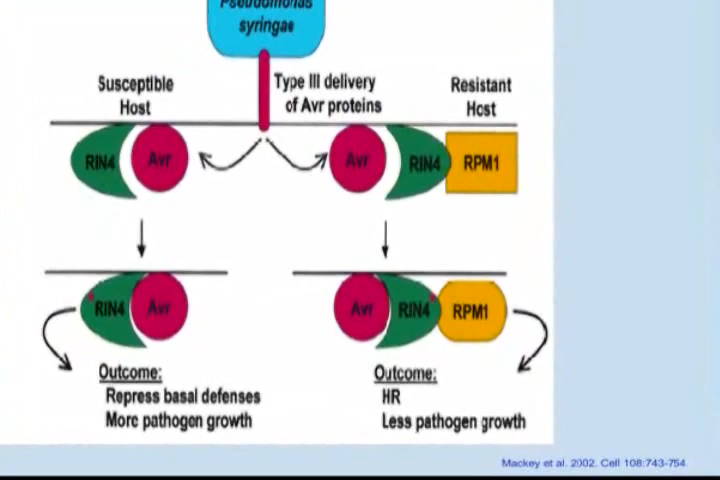 Pseudomonas
syringae
Susceptible
Host
Type III delivery
of Avr proteins
Resistant
Host
RIN4
Avr
Avr
RIN4
RPM1
RIN4
Avr
Avr
RIN4
RPM1
Outcome:
Repress basal defenses
More pathogen growth
Outcome:
HR
Less pathogen growth
Mackey et al. 2002. Cell 108:743-754.